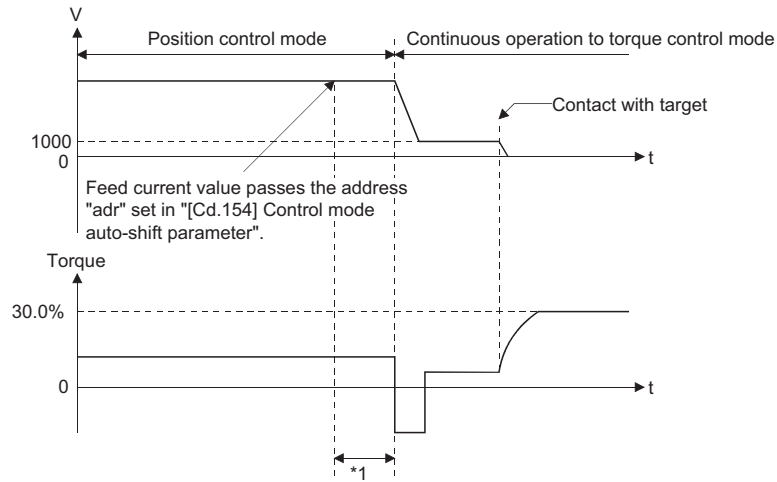 V
Position control mode
Continuous operation to torque control mode
Contact with target
1000
0
t
Feed current value passes the address
"adr" set in "[Cd.154] Control mode
auto-shift parameter".
Torque
30.0%
0
t
*1